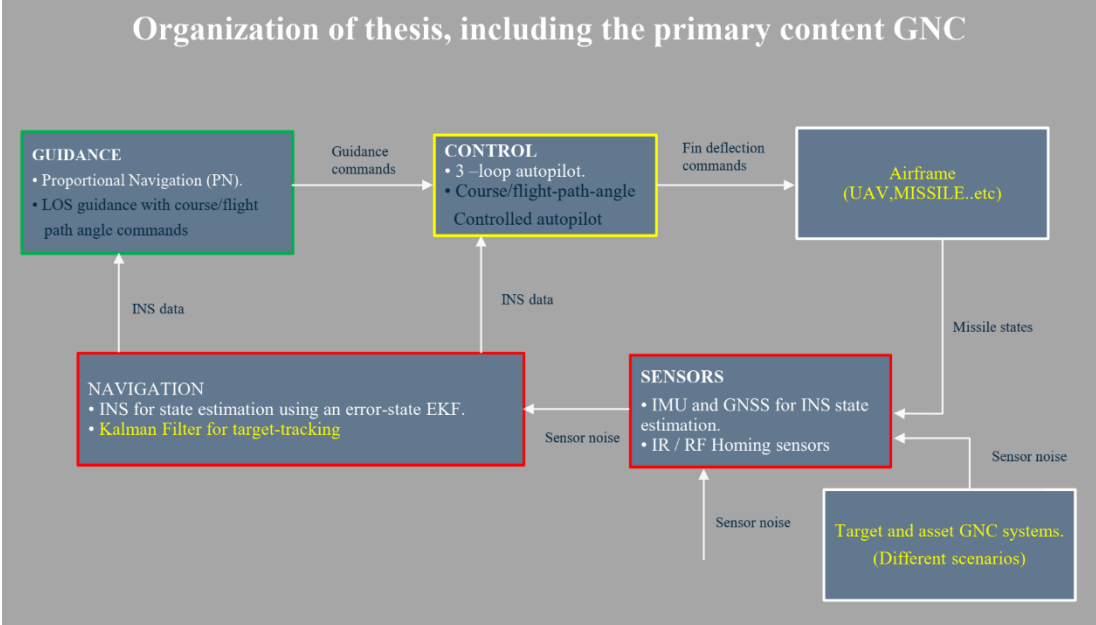 Organization of thesis, including the primary content GNC
GUIDANCE
• Proportional Navigation (PN).
• LOS guidance with course/flight
path angle commands
Guidance
commands
CONTROL
• 3 –loop autopilot.
• Course/flight-path-angle
Controlled autopilot
Fin deflection
commands
Airframe
(UAV,MISSILE..etc)
INS data
INS data
Missile states
NAVIGATION
• INS for state estimation using an error-state EKF.
• Kalman Filter for target-tracking
Sensor noise
SENSORS
• IMU and GNSS for INS state
estimation.
• IR / RF Homing sensors
Sensor noise
Sensor noise
Target and asset GNC systems.
(Different scenarios)